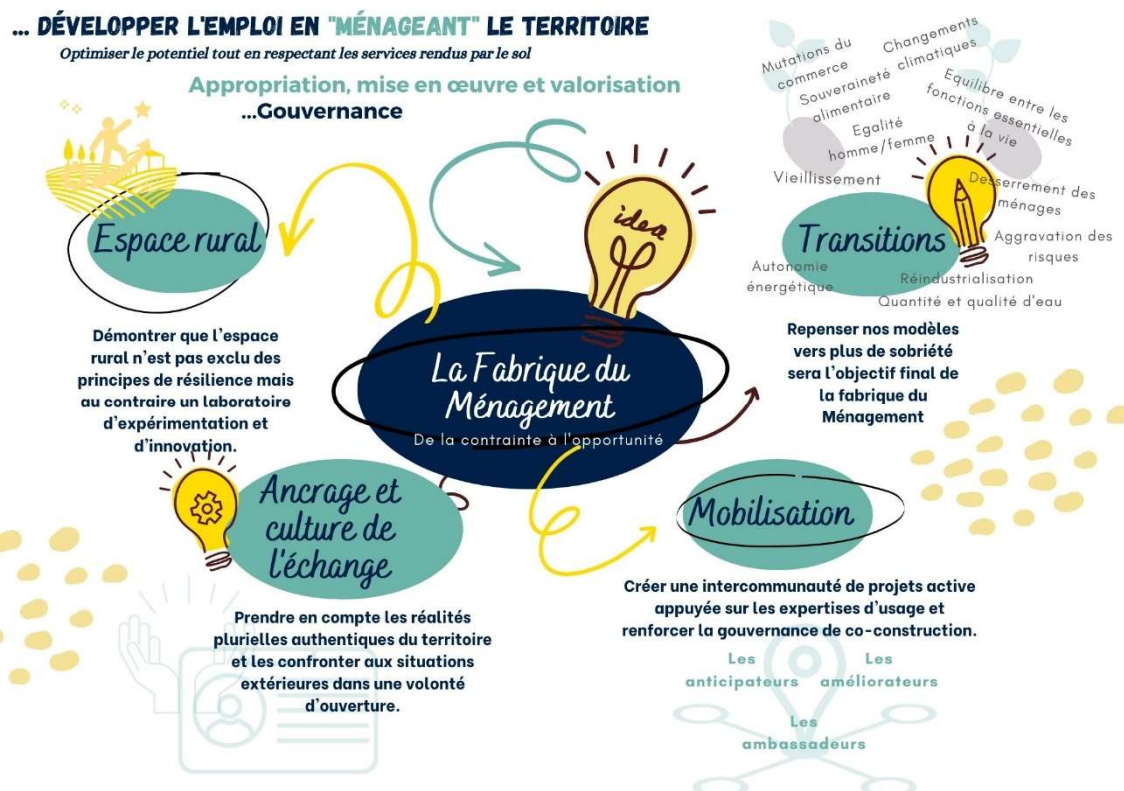 ... DÉVELOPPER L'EMPLOI EN "MÉNAGEANT" LE TERRITOIRE
Optimiser le potentiel tout en respectant les services rendus par le sol
Appropriation, mise en œuvre et valorisation
...Gouvernance
idea
Espace rural
Démontrer que l'espace
rural n'est pas exclu des
principes de résilience mais
au contraire un laboratoire
d'expérimentation et
d'innovation.
La Fabrique du
Ménagement
De la contrainte à l'opportunité
Mutations du
commerce
Changements
climatiques
Souveraineté
alimentaire
Equilibre entre les
fonctions essentielles
à la vie
Egalité
homme/femme
Vieillissement
Desserrement des
ménages
Transitions
Aggravation des
risques
Autonomie
énergétique
Réindustrialisation
Quantité et qualité d'eau
Repenser nos modèles
vers plus de sobriété
sera l'objectif final de
la fabrique du
Ménagement
Ancrage et
culture de
l'échange
Prendre en compte les réalités
plurielles authentiques du territoire
et les confronter aux situations
extérieures dans une volonté
d'ouverture.
Mobilisation
Créer une intercommunauté de projets active
appuyée sur les expertises d'usage et
renforcer la gouvernance de co-construction.
Les
anticipateurs
Les
améliorateurs
Les
ambassadeurs